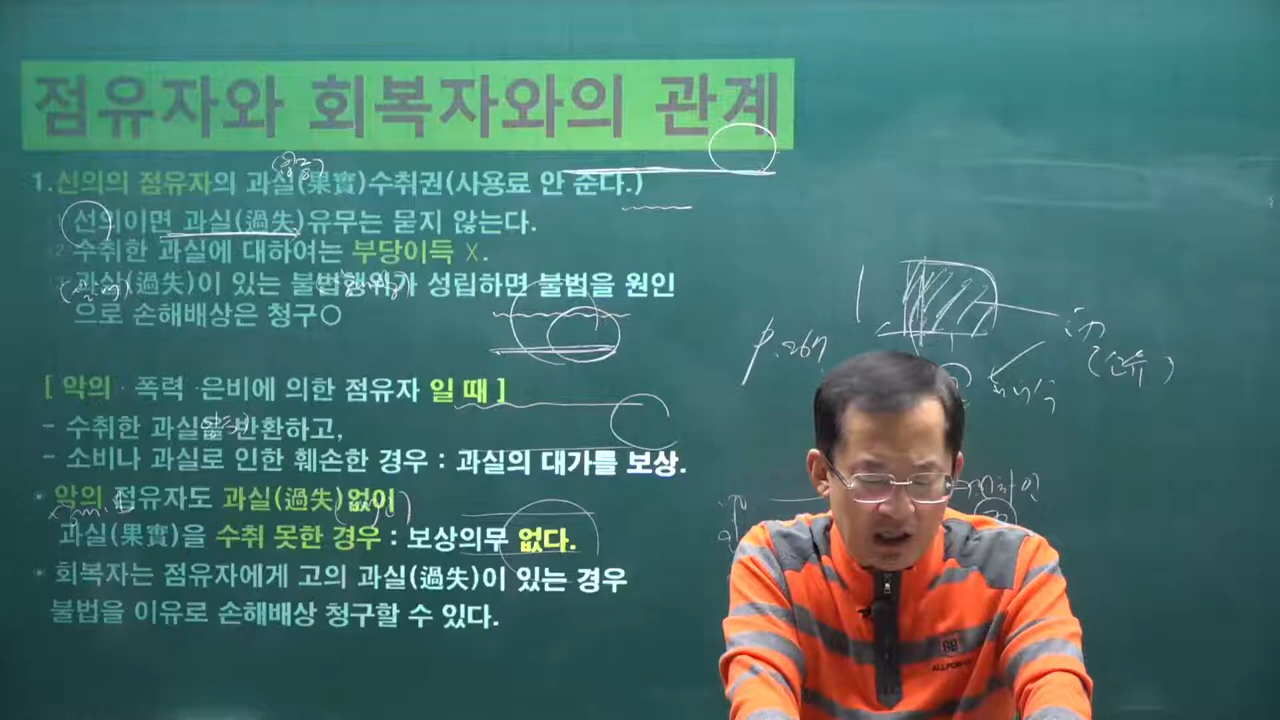 점유자와 회복자와의 관계
1.선의의 점유자의 과실(果實)수취권(사용료 안 준다.)
선의이면 과실(過失)유무는 묻지 않는다.
수취한 과실에 대하여는 부당이득 X.
과실(過失)이 있는 불법행위가 성립하면 불법을 원인
으로 손해배상은 청구○
[ 악의 · 폭력 · 은비에 의한 점유자 일 때 ]
- 수취한 과실을 반환하고,
- 소비나 과실로 인한 훼손한 경우 : 과실의 대가를 보상.
* 악의 점유자도 과실(過失)없이
과실(果實)을 수취 못한 경우 : 보상의무 없다.
* 회복자는 점유자에게 고의 과실(過失)이 있는 경우
불법을 이유로 손해배상 청구할 수 있다.
P.267